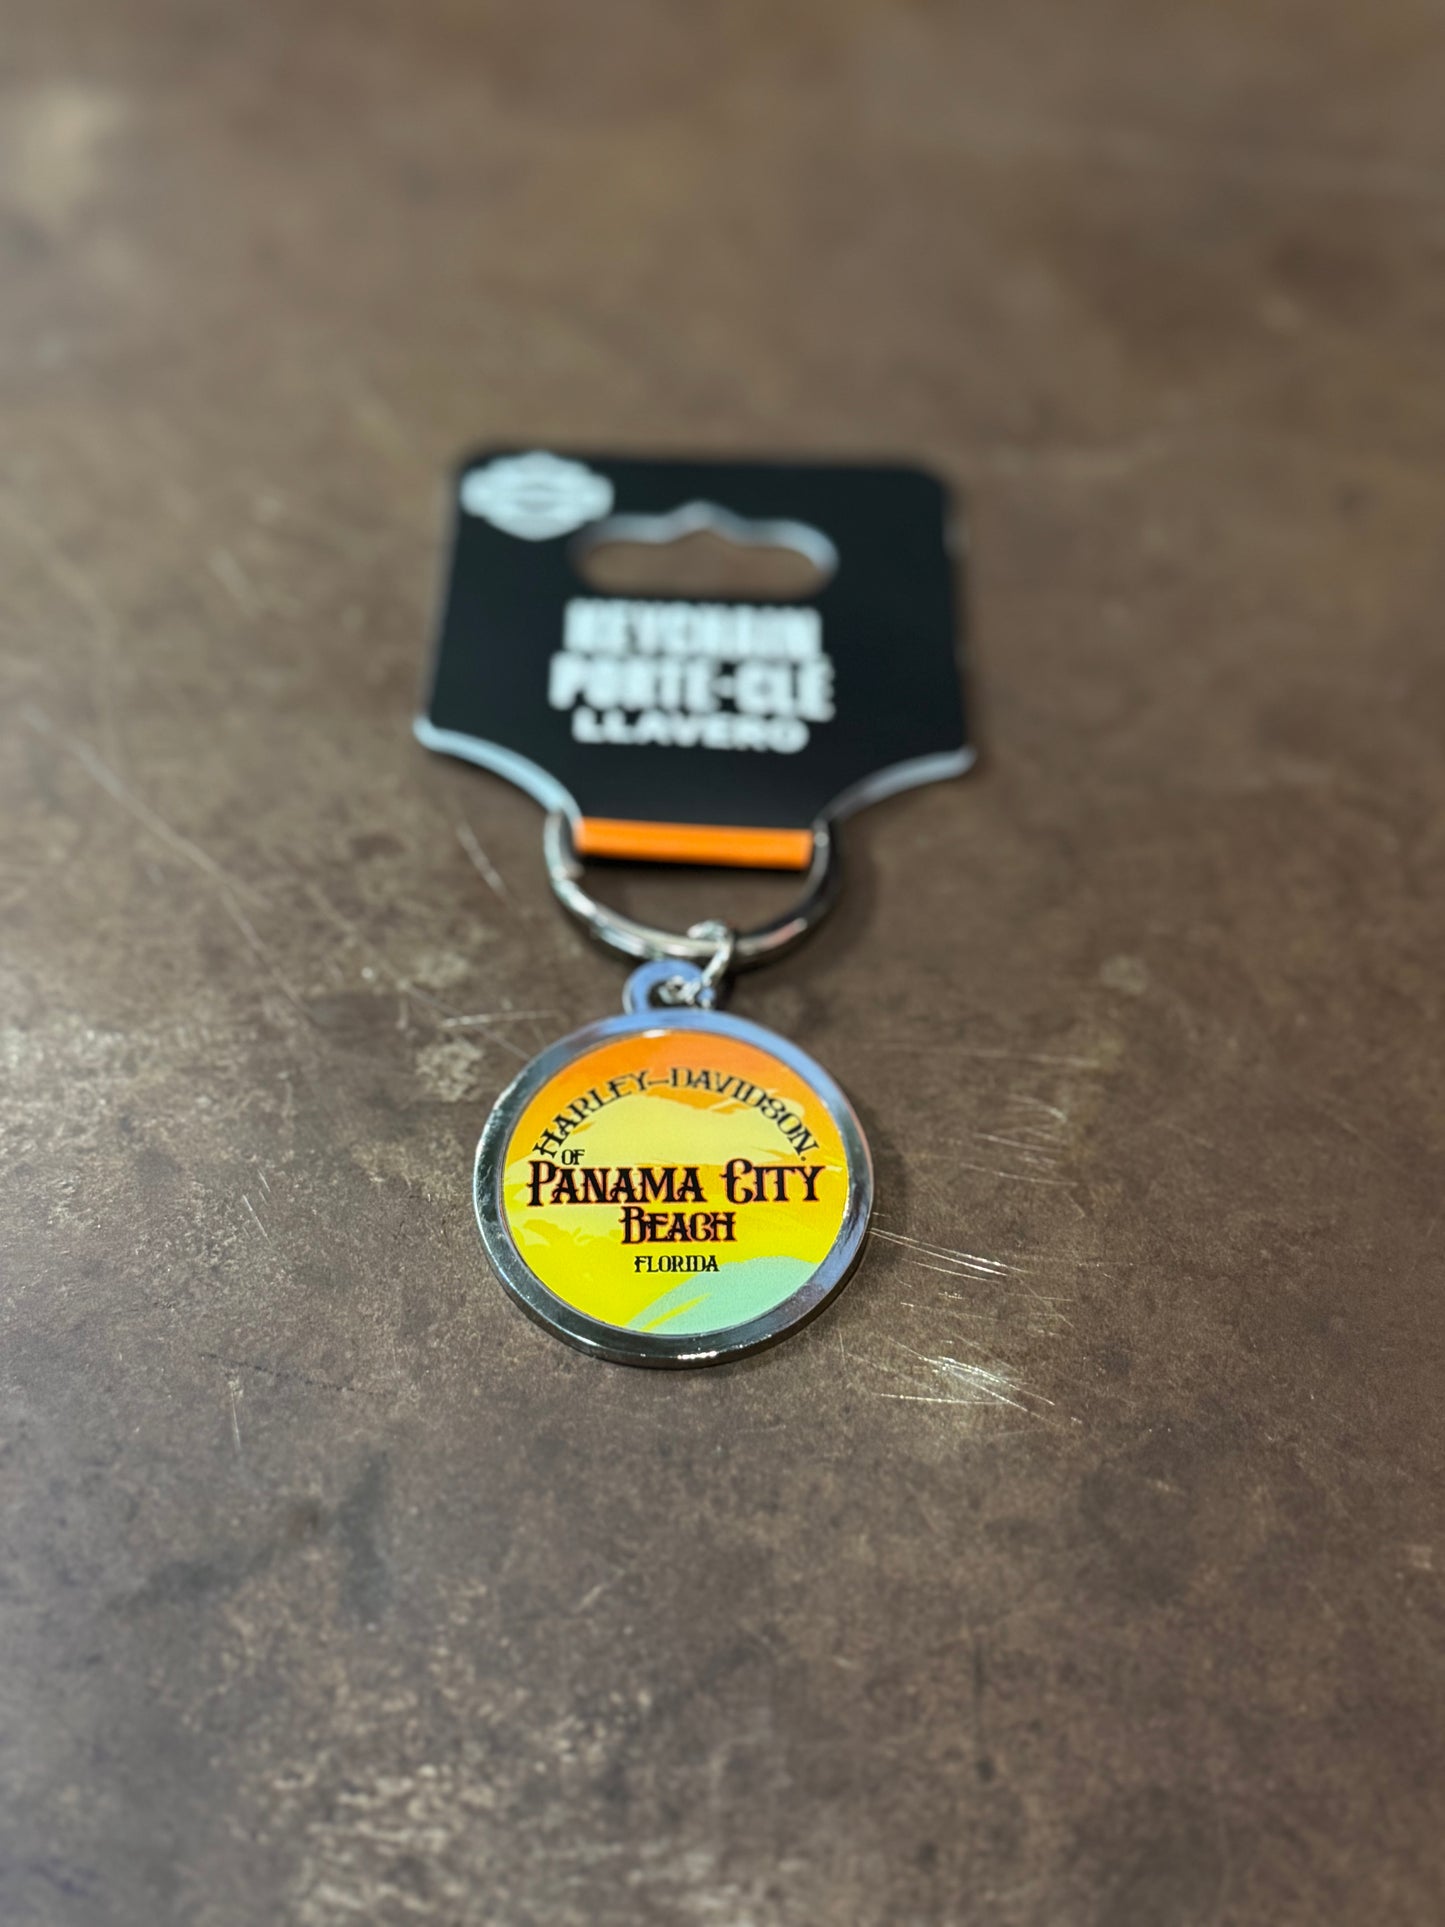 KEYCHAIN
PORTE-CLÉ
LLAVERO
HARLEY-DAVIDSON
OF
PANAMA CITY
BEACH
FLORIDA